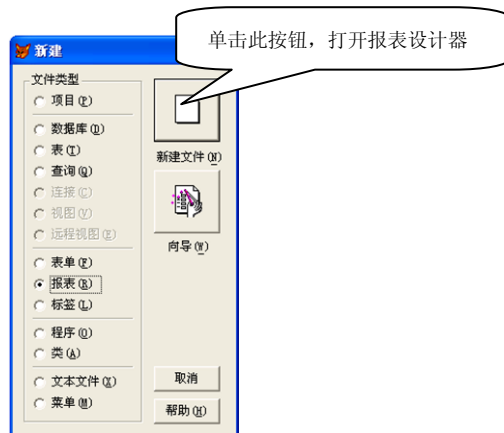 单击此按钮，打开报表设计器
新建
文件类型
项目(P)
数据库(D)
表(T)
查询(Q)
连接(C)
视图(V)
远程视图(E)
表单(F)
报表(R)
标签(L)
程序(O)
类(A)
文本文件(X)
菜单(M)
新建文件(N)
向导(W)
取消
帮助(H)